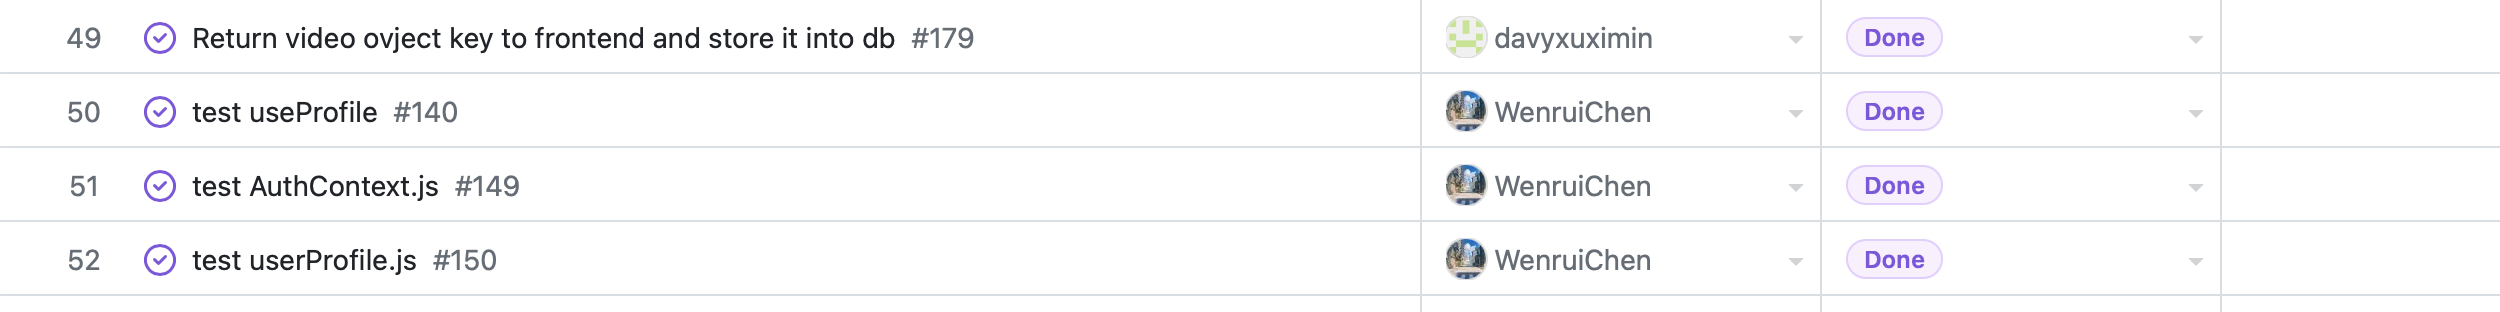 49 Return video ovject key to frontend and store it into db #179 davyxuximin Done
50 test useProfile #140 WenruiChen Done
51 test AuthContext.js #149 WenruiChen Done
52 test userProfile.js #150 WenruiChen Done